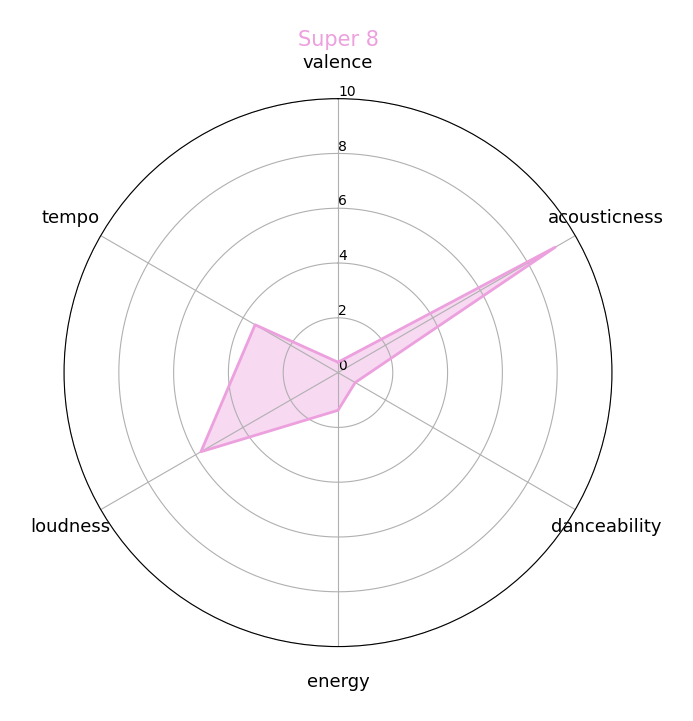 Super 8
valence
10
8
6
4
2
0
acousticness
tempo
loudness
danceability
energy